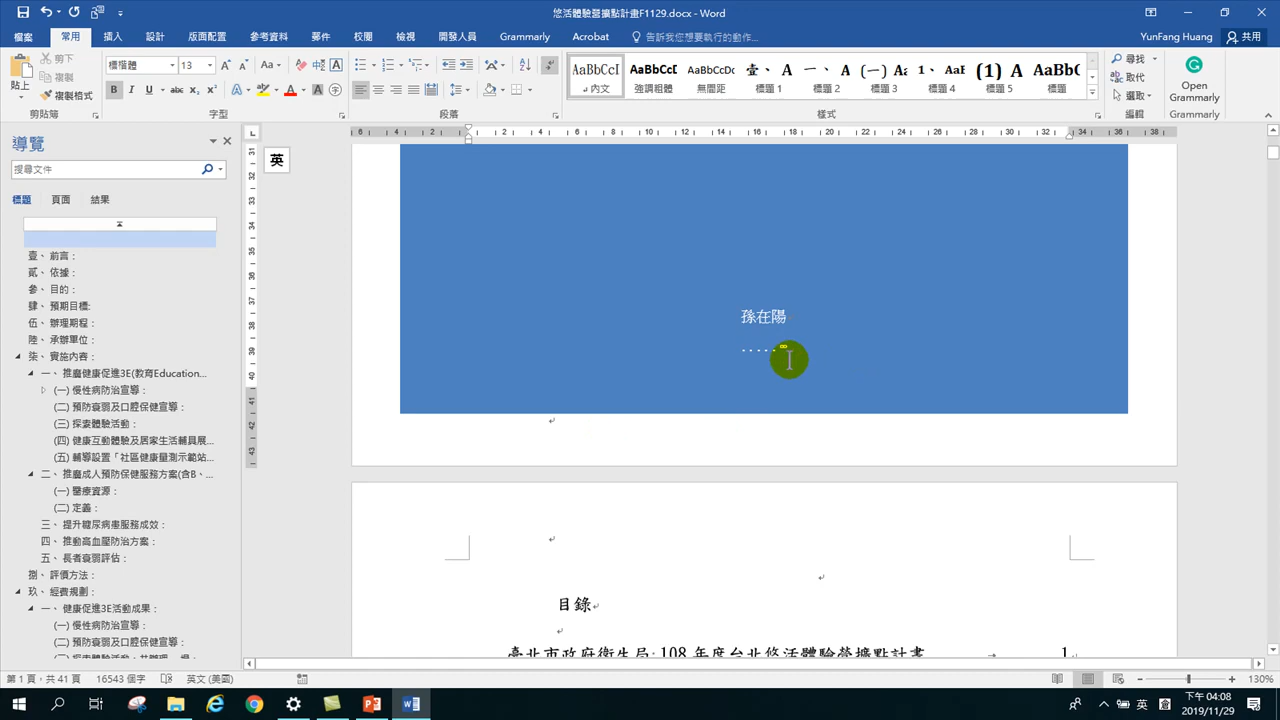 悠活體驗營擴點計畫F1129.docx - Word
檔案 常用 插入 設計 版面配置 參考資料 郵件 校閱 檢視 開發人員 Grammarly Acrobat 告訴我您想要執行的動作... YunFang Huang 共用
貼上 剪下 複製 複製格式
標楷體 13
AaBbCcI AaBbCcD AaBbCcDc 壹、 A 一、 A (一) Aa 1、 AaB (1) A AaBbC
內文 強調粗體 無間距 標題 1 標題 2 標題 3 標題 4 標題 5 標題
尋找 取代 選取
Open Grammarly
剪貼簿 字型 段落 樣式 編輯 Grammarly
導覽
搜尋文件
標題 頁面 結果
英
壹、 前言：
貳、 依據：
參、 目的：
肆、 預期目標:
伍、 辦理期程：
陸、 承辦單位：
柒、 實施內容：
一、 推廣健康促進3E(教育Education...
(一) 慢性病防治宣導：
(二) 預防衰弱及口腔保健宣導：
(三) 探索體驗活動：
(四) 健康互動體驗及居家生活輔具展...
(五) 輔導設置「社區健康量測示範站...
二、 推廣成人預防保健服務方案(含B、...
(一) 醫療資源：
(二) 定義：
三、 提升糖尿病患服務成效：
四、 推動高血壓防治方案：
五、 長者衰弱評估：
捌、 評價方法：
玖、 經費規劃：
一、 健康促進3E活動成果：
(一) 慢性病防治宣導：
(二) 預防衰弱及口腔保健宣導：
孫在陽
目錄
臺北市政府衛生局 108 年度台北悠活體驗營擴點計畫 1
第 1 頁，共 41 頁 16543 個字 英文 (美國) 130%
英
下午 04:08
2019/11/29